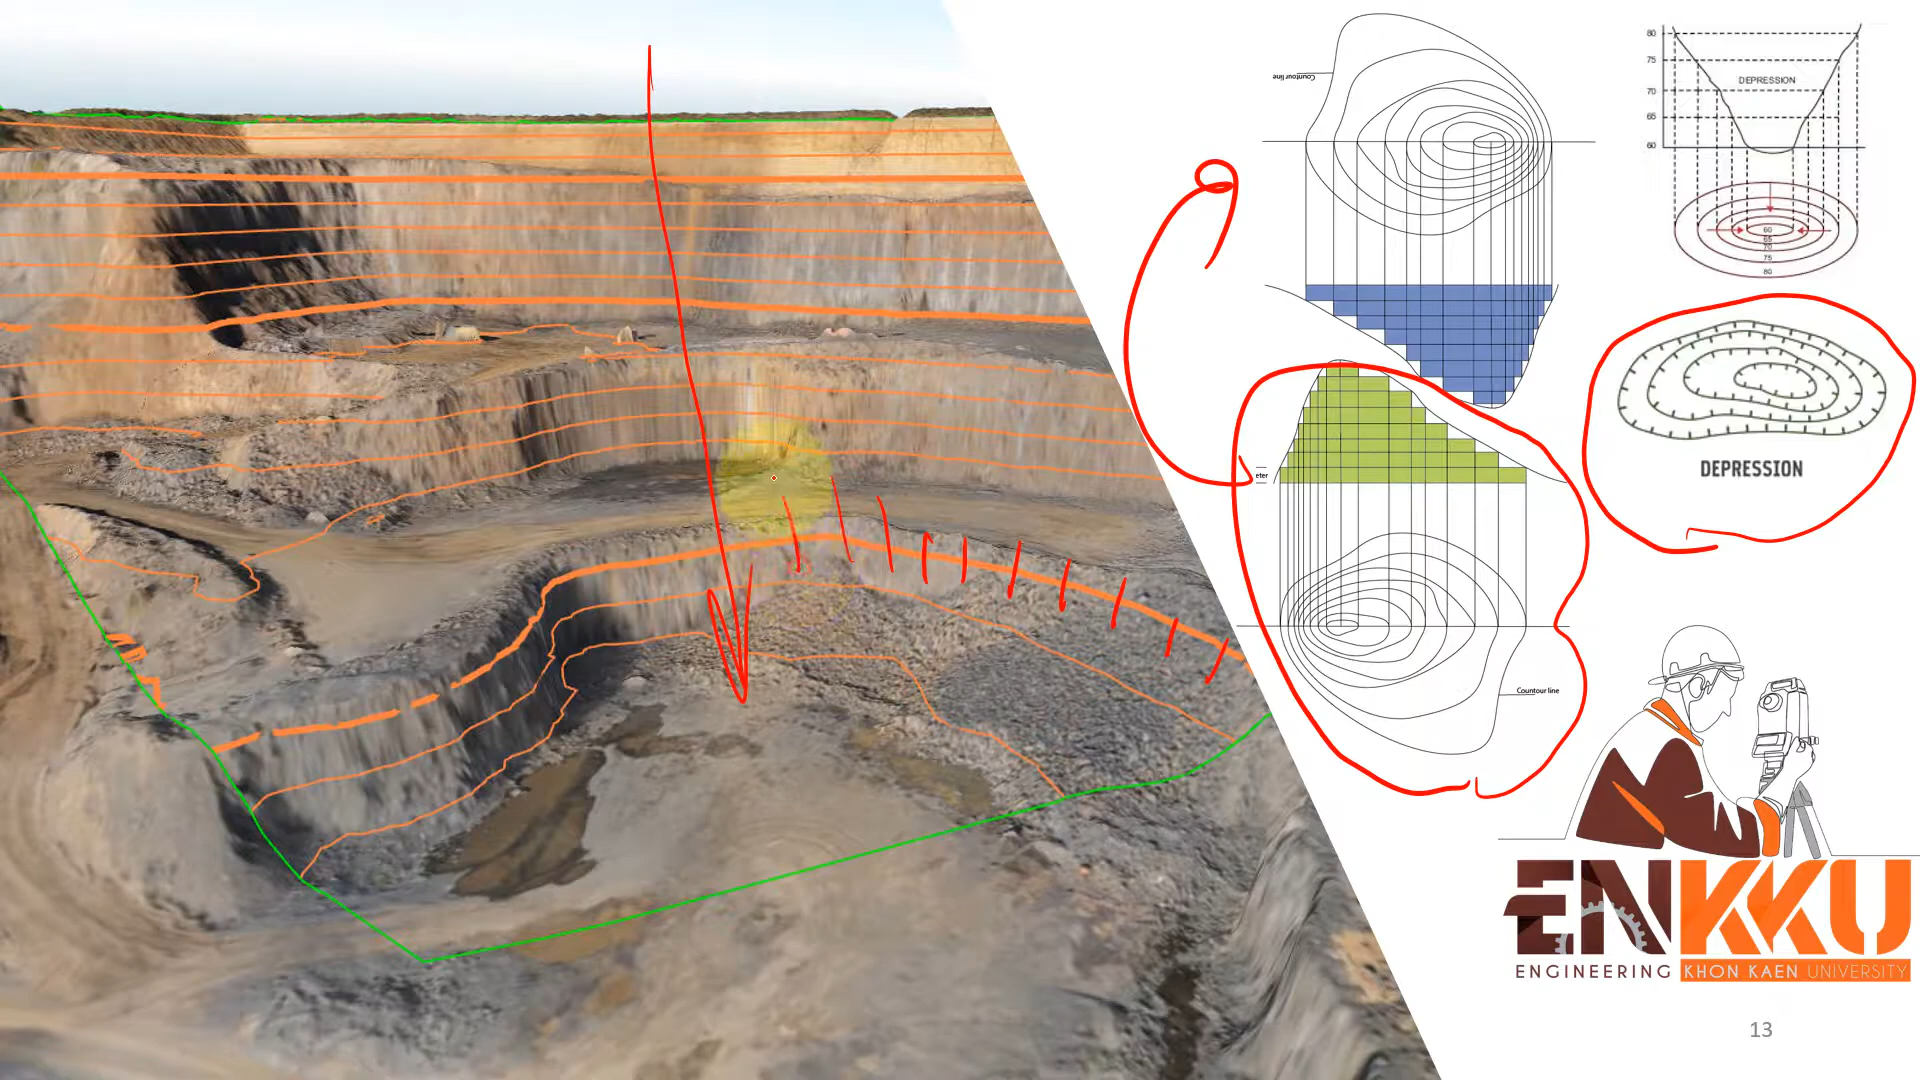 Countour line
80
75
70
65
60
DEPRESSION
60
65
70
75
80
DEPRESSION
eter
Countour line
ENKKU
ENGINEERING KHON KAEN UNIVERSITY
13